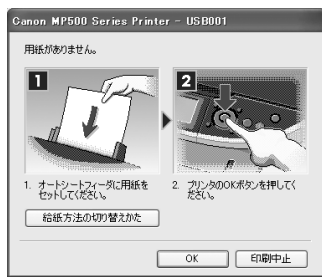 Canon MP500 Series Printer - USB001
用紙がありません。
1
2
1. オートシートフィーダに用紙を
セットしてください。
2. プリンタのOKボタンを押してく
ださい。
給紙方法の切り替えかた
OK
印刷中止